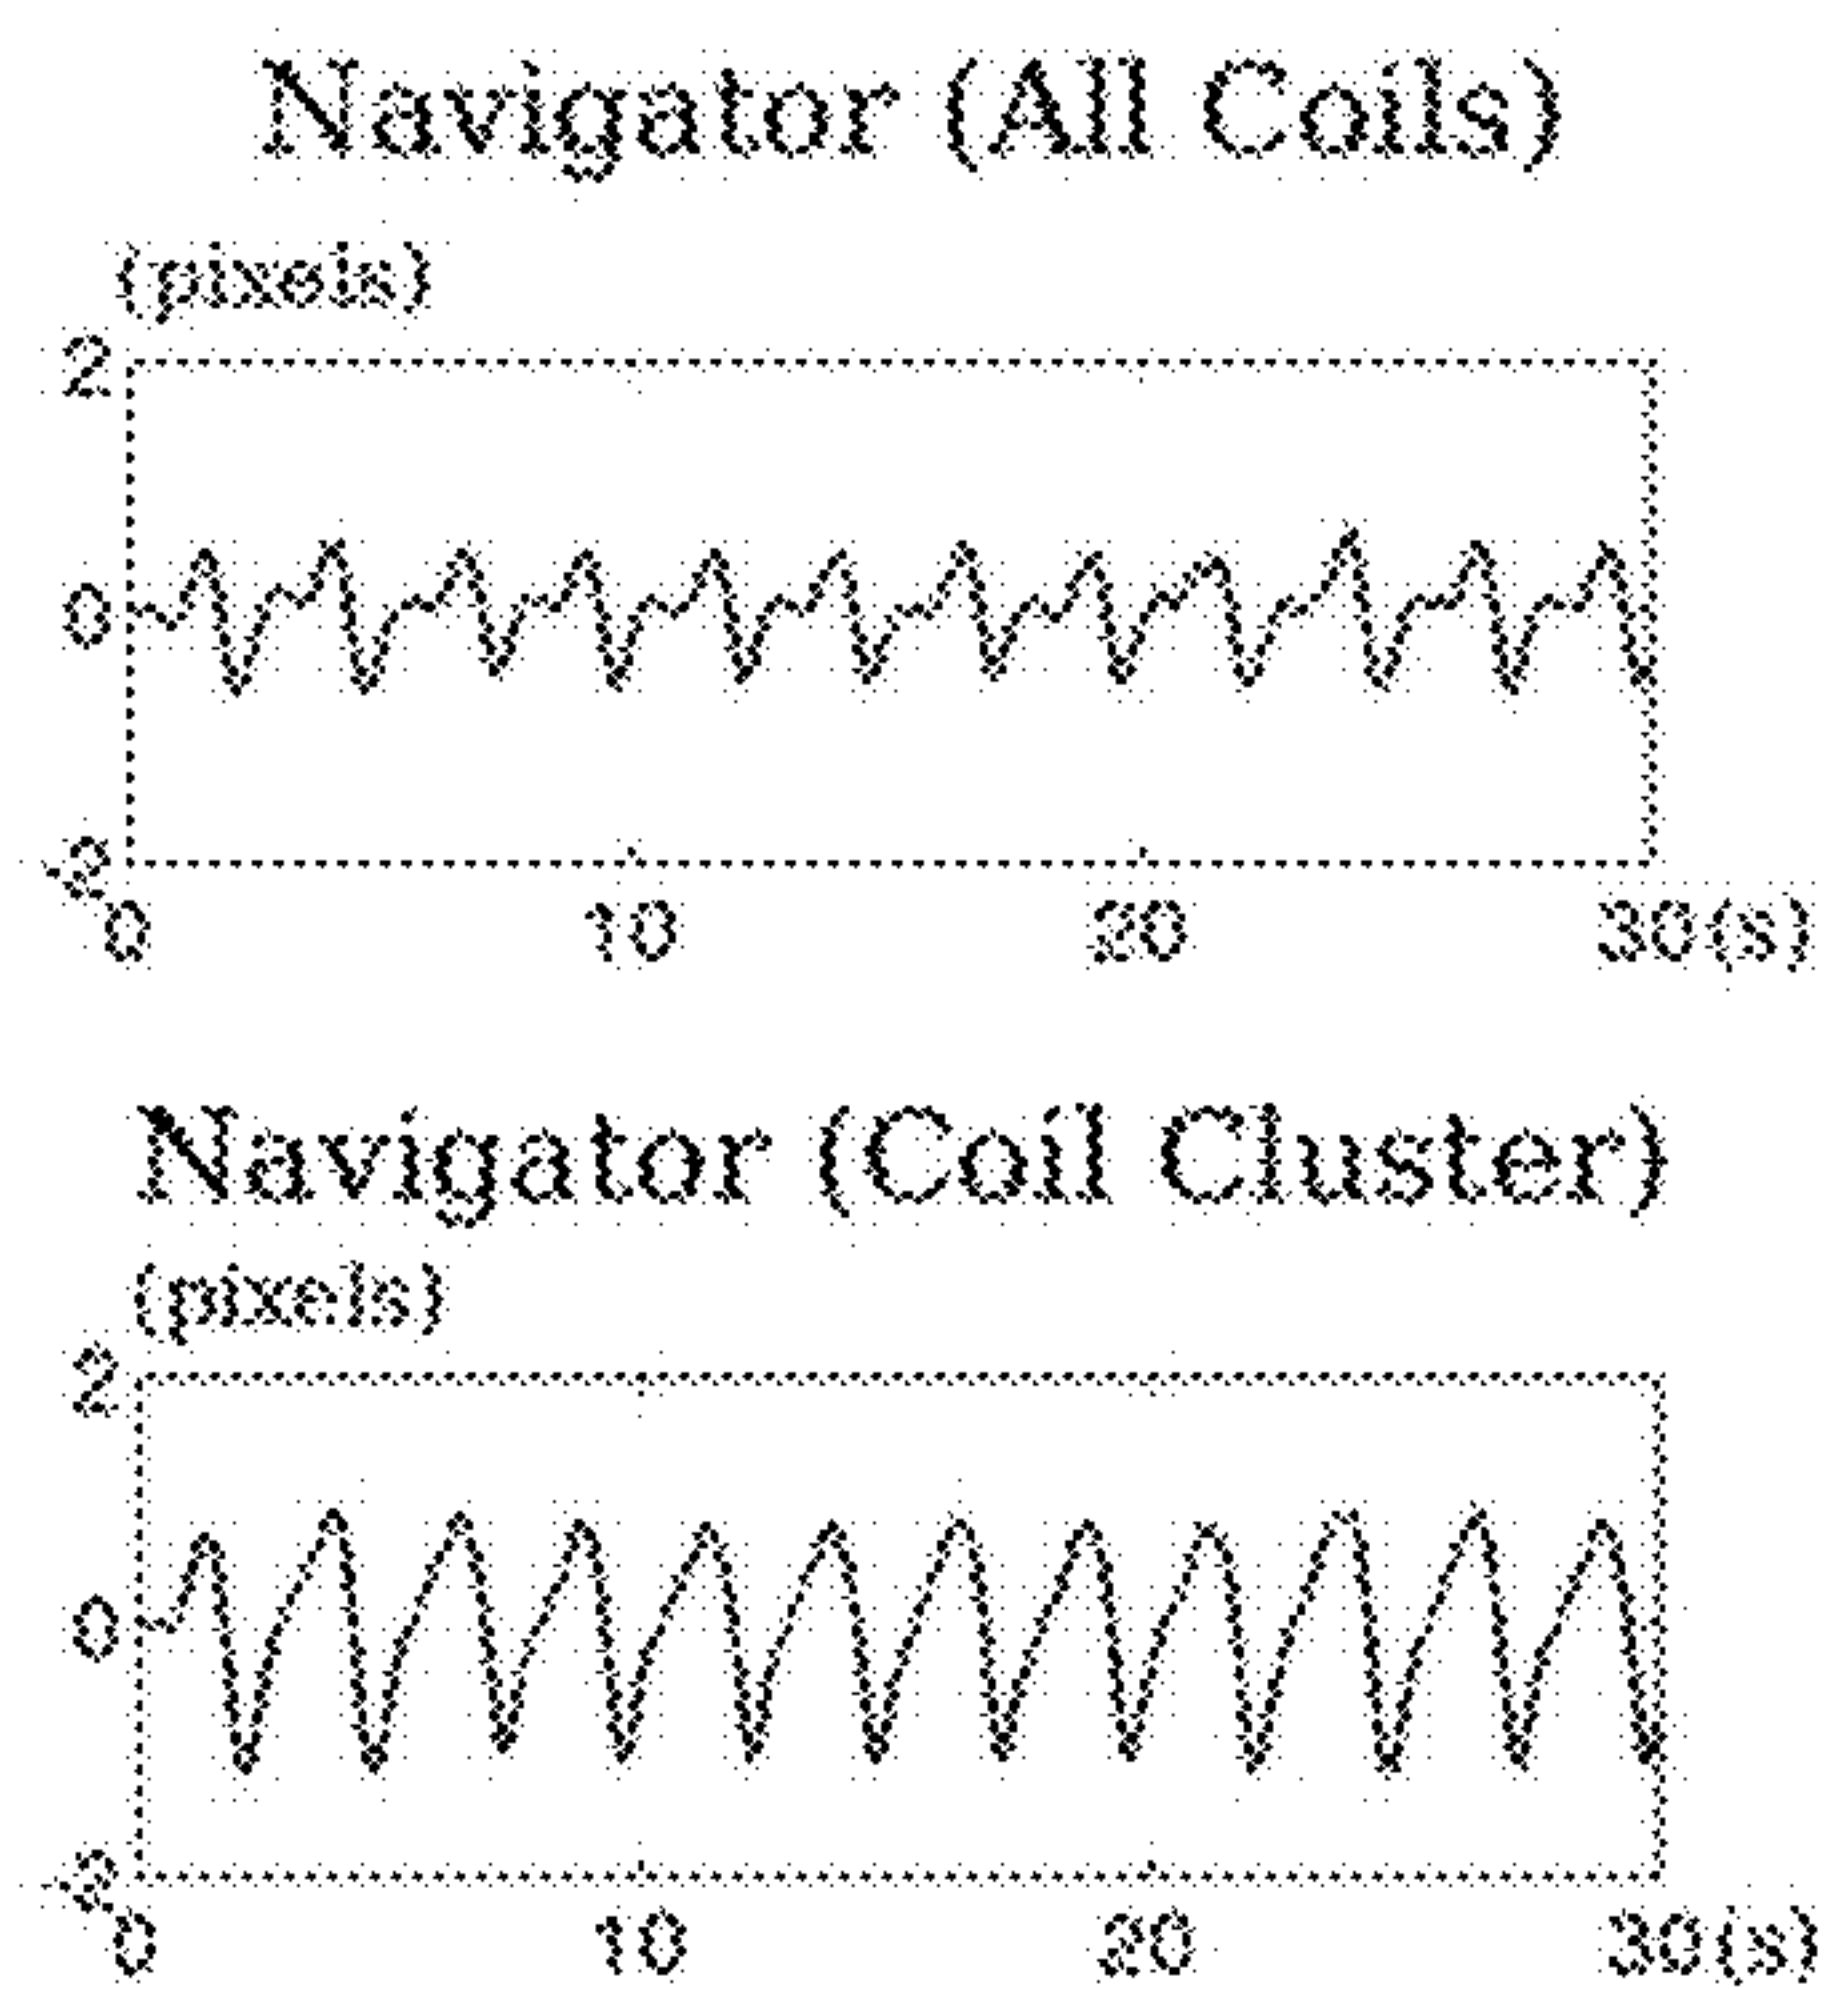 Navigator (All Coils)
(pixels)
2
0
-2
0 10 20 30(s)
Navigator (Coil Cluster)
(pixels)
2
0
-2
0 10 20 30(s)